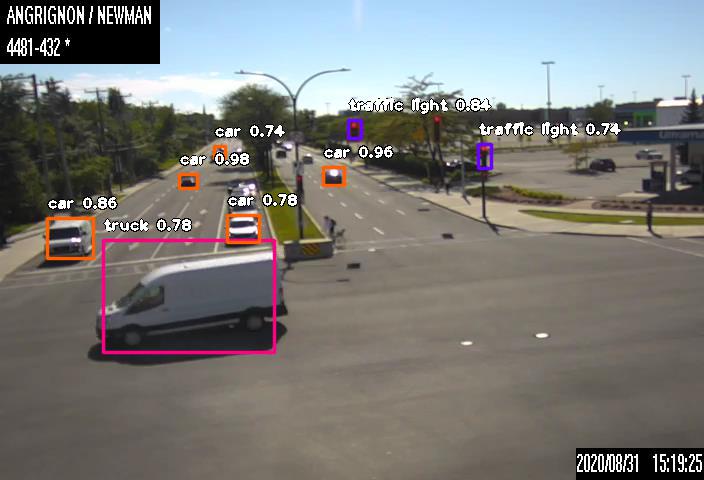 ANGRIGNON / NEWMAN
4481-432 *
traffic light 0.84
car 0.74
traffic light 0.74
car 0.98
car 0.96
car 0.86
car 0.78
truck 0.78
2020/08/31 15:19:25